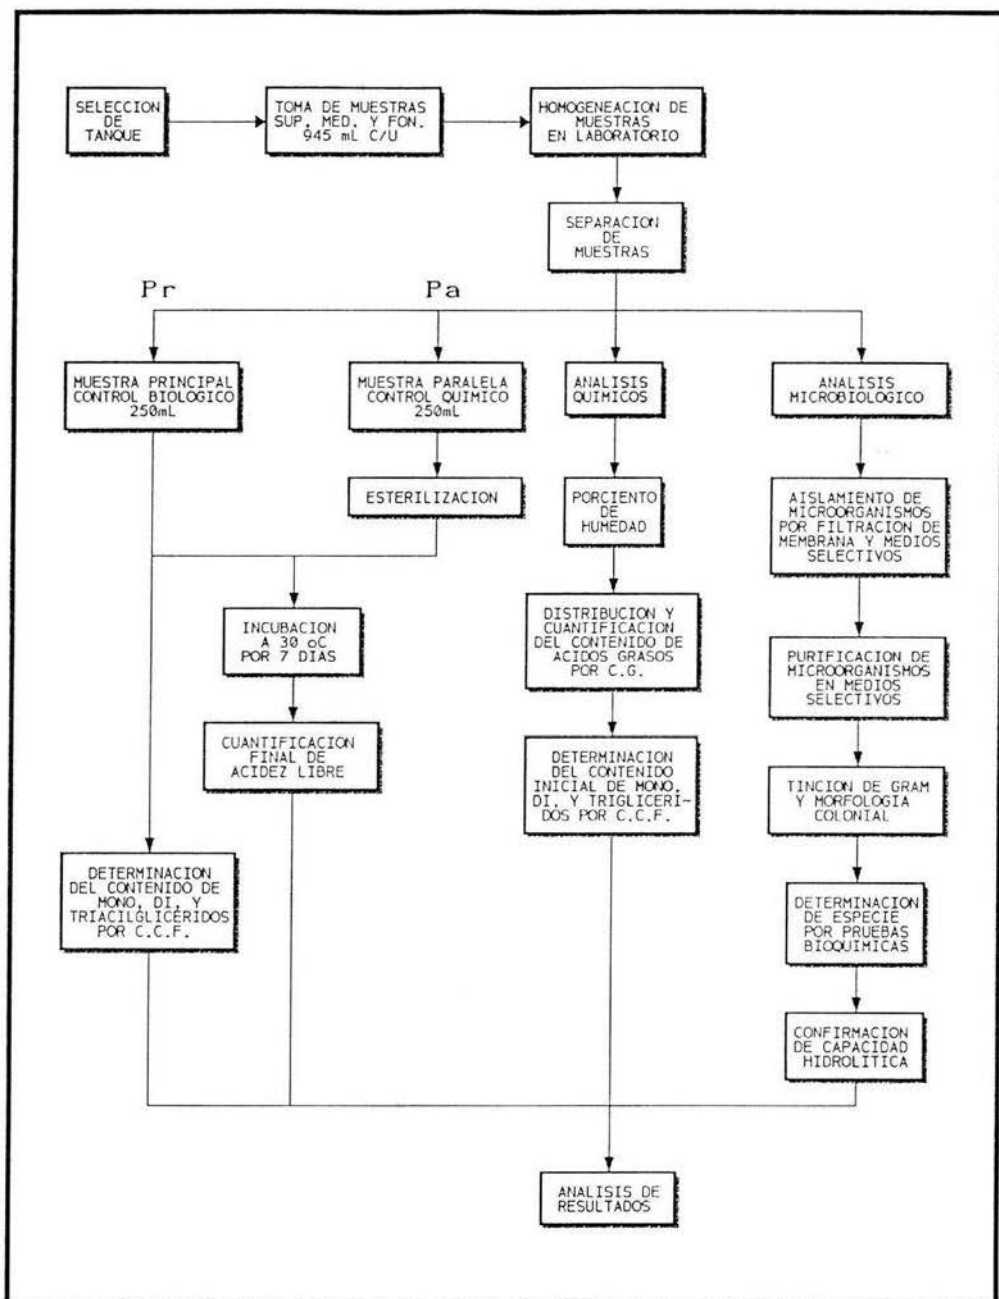 SELECCION
DE
TANQUE
TOMA DE MUESTRAS
SUP. MED. Y FON.
945 mL C/U
HOMOGENEACION DE
MUESTRAS
EN LABORATORIO
SEPARACION
DE
MUESTRAS
Pr
Pa
MUESTRA PRINCIPAL
CONTROL BIOLOGICO
250mL
MUESTRA PARALELA
CONTROL QUIMICO
250mL
ANALISIS
QUIMICOS
ANALISIS
MICROBIOLOGICO
ESTERILIZACION
PORCIENTO
DE
HUMEDAD
AISLAMIENTO DE
MICROORGANISMOS
POR FILTRACION DE
MEMBRANA Y MEDIOS
SELECTIVOS
INCUBACION
A 30 oC
POR 7 DIAS
DISTRIBUCION Y
CUANTIFICACION
DEL CONTENIDO DE
ACIDOS GRASOS
POR C.G.
PURIFICACION DE
MICROORGANISMOS
EN MEDIOS
SELECTIVOS
CUANTIFICACION
FINAL DE
ACIDEZ LIBRE
DETERMINACION
DEL CONTENIDO
INICIAL DE MONO,
DI, Y TRIGLICERI-
DOS POR C.C.F.
TINCION DE GRAM
Y MORFOLOGIA
COLONIAL
DETERMINACION
DEL CONTENIDO DE
MONO, DI, Y
TRIACILGLICÉRIDOS
POR C.C.F.
DETERMINACION
DE ESPECIE
POR PRUEBAS
BIOQUIMICAS
CONFIRMACION
DE CAPACIDAD
HIDROLITICA
ANALISIS DE
RESULTADOS